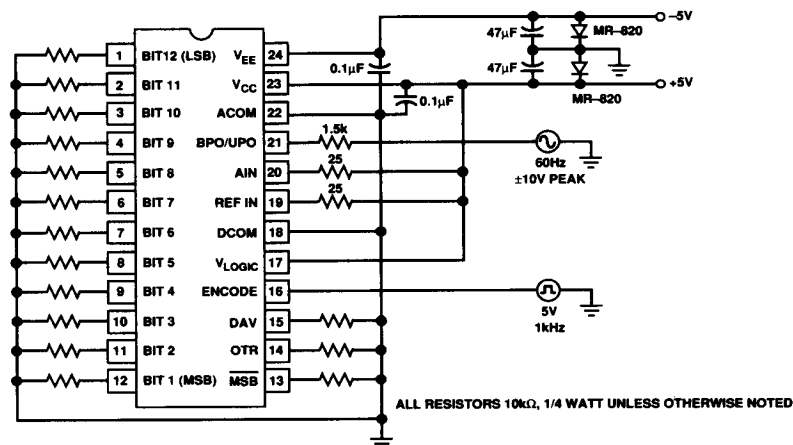 –5V
47µF
MR–820
1 BIT12 (LSB) V_EE 24
0.1µF
47µF
2 BIT 11 V_CC 23
+5V
0.1µF
MR–820
3 BIT 10 ACOM 22
1.5k
4 BIT 9 BPO/UPO 21
60Hz
±10V PEAK
25
5 BIT 8 AIN 20
25
6 BIT 7 REF IN 19
7 BIT 6 DCOM 18
8 BIT 5 V_LOGIC 17
9 BIT 4 ENCODE 16
5V
1kHz
10 BIT 3 DAV 15
11 BIT 2 OTR 14
12 BIT 1 (MSB) M̅S̅B̅ 13
ALL RESISTORS 10kΩ, 1/4 WATT UNLESS OTHERWISE NOTED